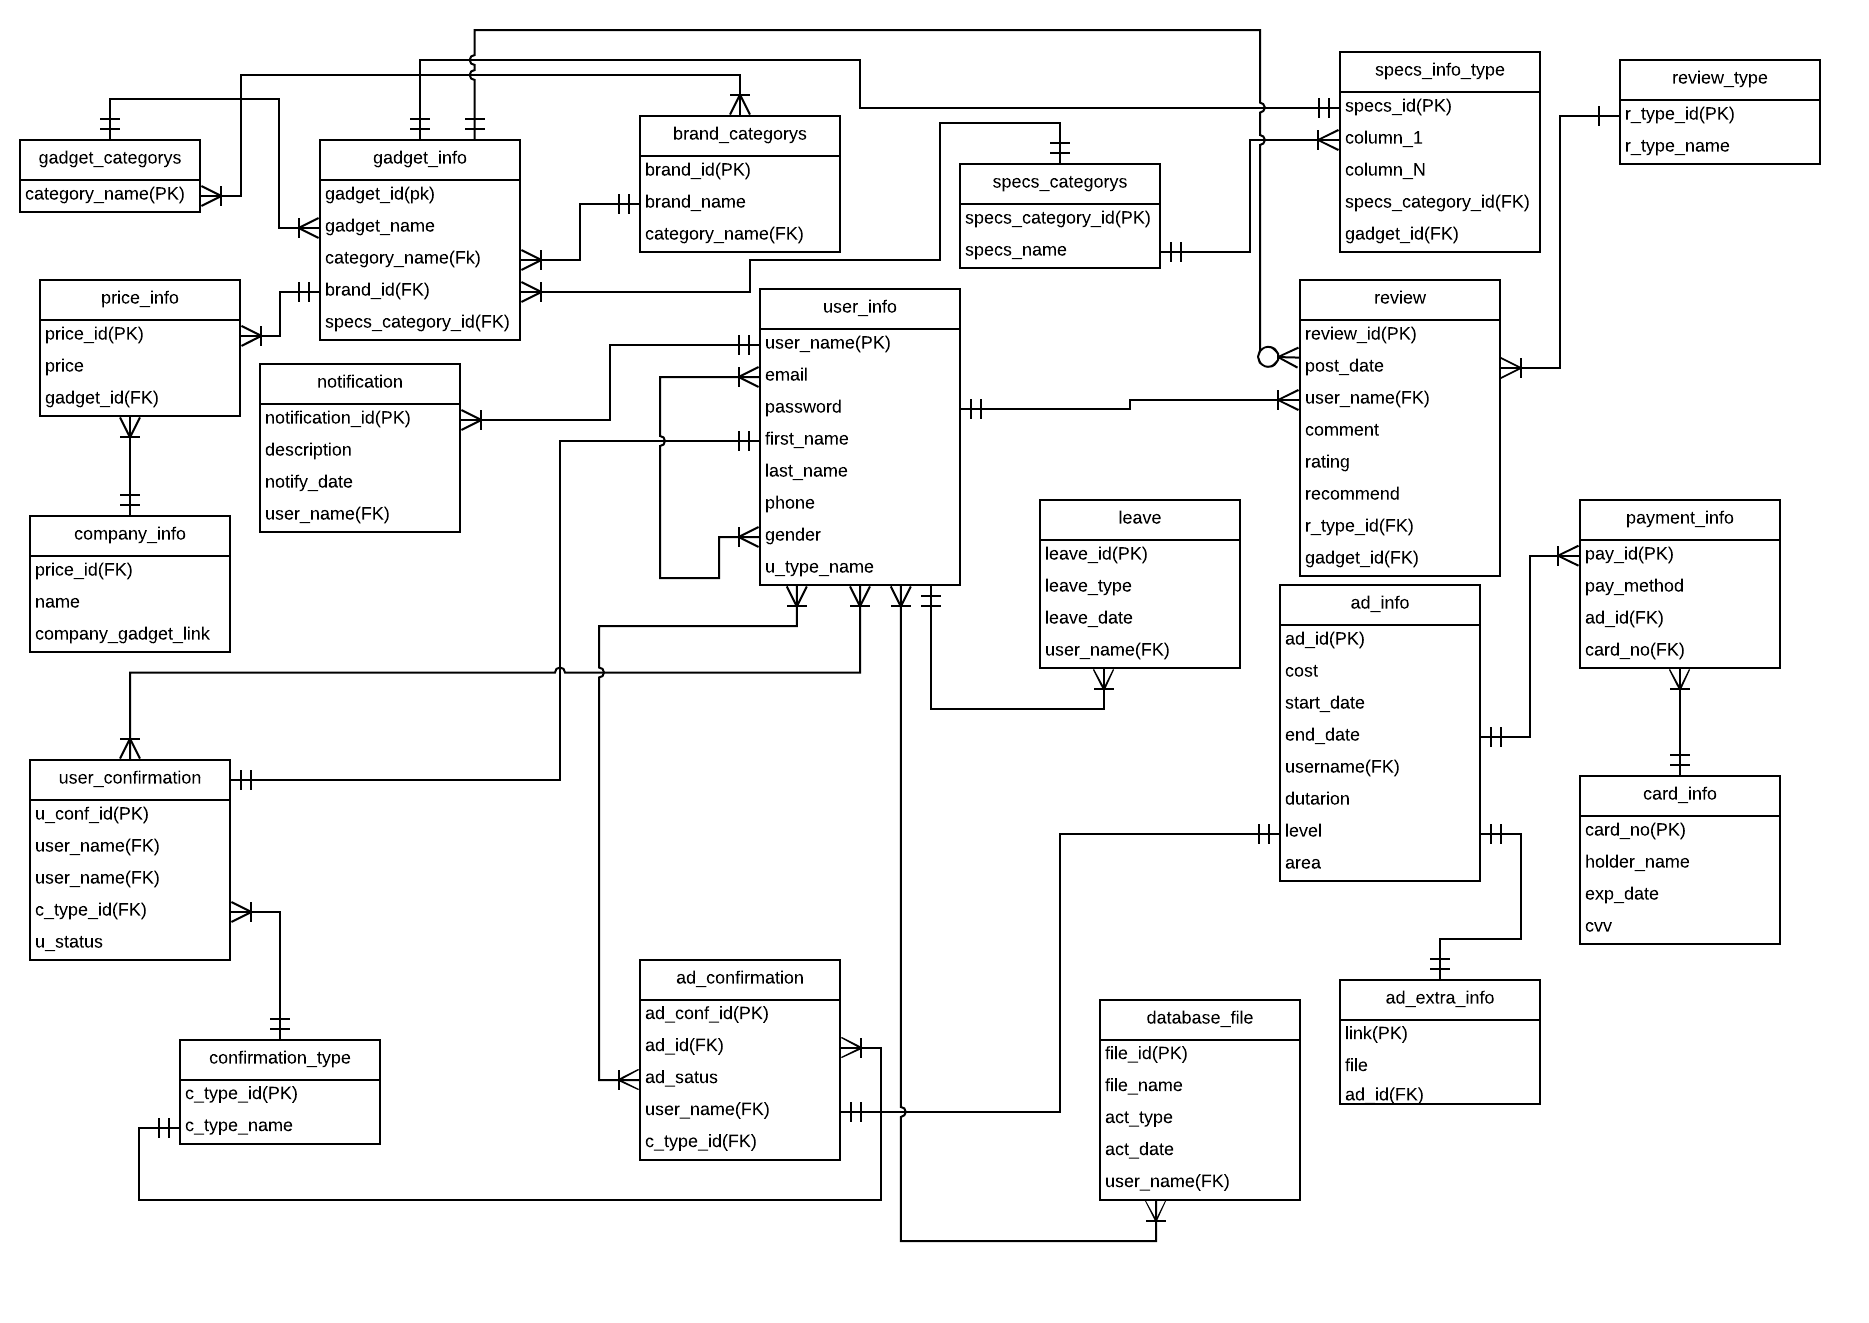 gadget_categorys
category_name(PK)
gadget_info
gadget_id(pk)
gadget_name
category_name(Fk)
brand_id(FK)
specs_category_id(FK)
brand_categorys
brand_id(PK)
brand_name
category_name(FK)
specs_categorys
specs_category_id(PK)
specs_name
specs_info_type
specs_id(PK)
column_1
column_N
specs_category_id(FK)
gadget_id(FK)
review_type
r_type_id(PK)
r_type_name
price_info
price_id(PK)
price
gadget_id(FK)
notification
notification_id(PK)
description
notify_date
user_name(FK)
user_info
user_name(PK)
email
password
first_name
last_name
phone
gender
u_type_name
review
review_id(PK)
post_date
user_name(FK)
comment
rating
recommend
r_type_id(FK)
gadget_id(FK)
company_info
price_id(FK)
name
company_gadget_link
leave
leave_id(PK)
leave_type
leave_date
user_name(FK)
payment_info
pay_id(PK)
pay_method
ad_id(FK)
card_no(FK)
ad_info
ad_id(PK)
cost
start_date
end_date
username(FK)
dutarion
level
area
user_confirmation
u_conf_id(PK)
user_name(FK)
user_name(FK)
c_type_id(FK)
u_status
card_info
card_no(PK)
holder_name
exp_date
cvv
confirmation_type
c_type_id(PK)
c_type_name
ad_confirmation
ad_conf_id(PK)
ad_id(FK)
ad_satus
user_name(FK)
c_type_id(FK)
database_file
file_id(PK)
file_name
act_type
act_date
user_name(FK)
ad_extra_info
link(PK)
file
ad_id(FK)